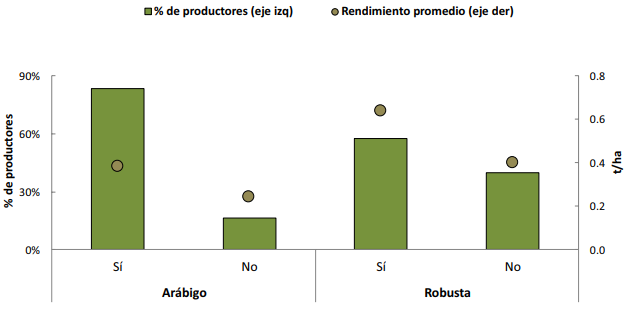 % de productores (eje izq) Rendimiento promedio (eje der)
90% 0.8
0.6
60%
% de productores 0.4 t/ha
30%
0.2
0% 0.0
Sí No Sí No
Arábigo Robusta